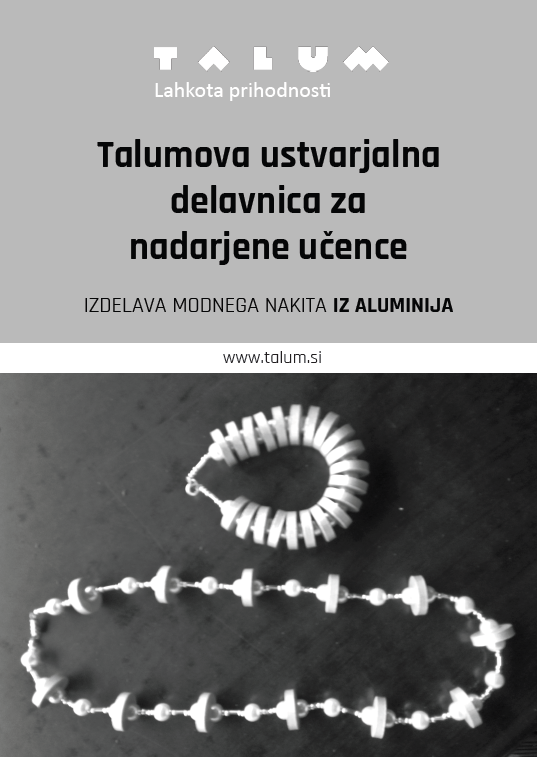 TALUM
Lahkota prihodnosti
Talumova ustvarjalna
delavnica za
nadarjene učence
IZDELAVA MODNEGA NAKITA IZ ALUMINIJA
www.talum.si